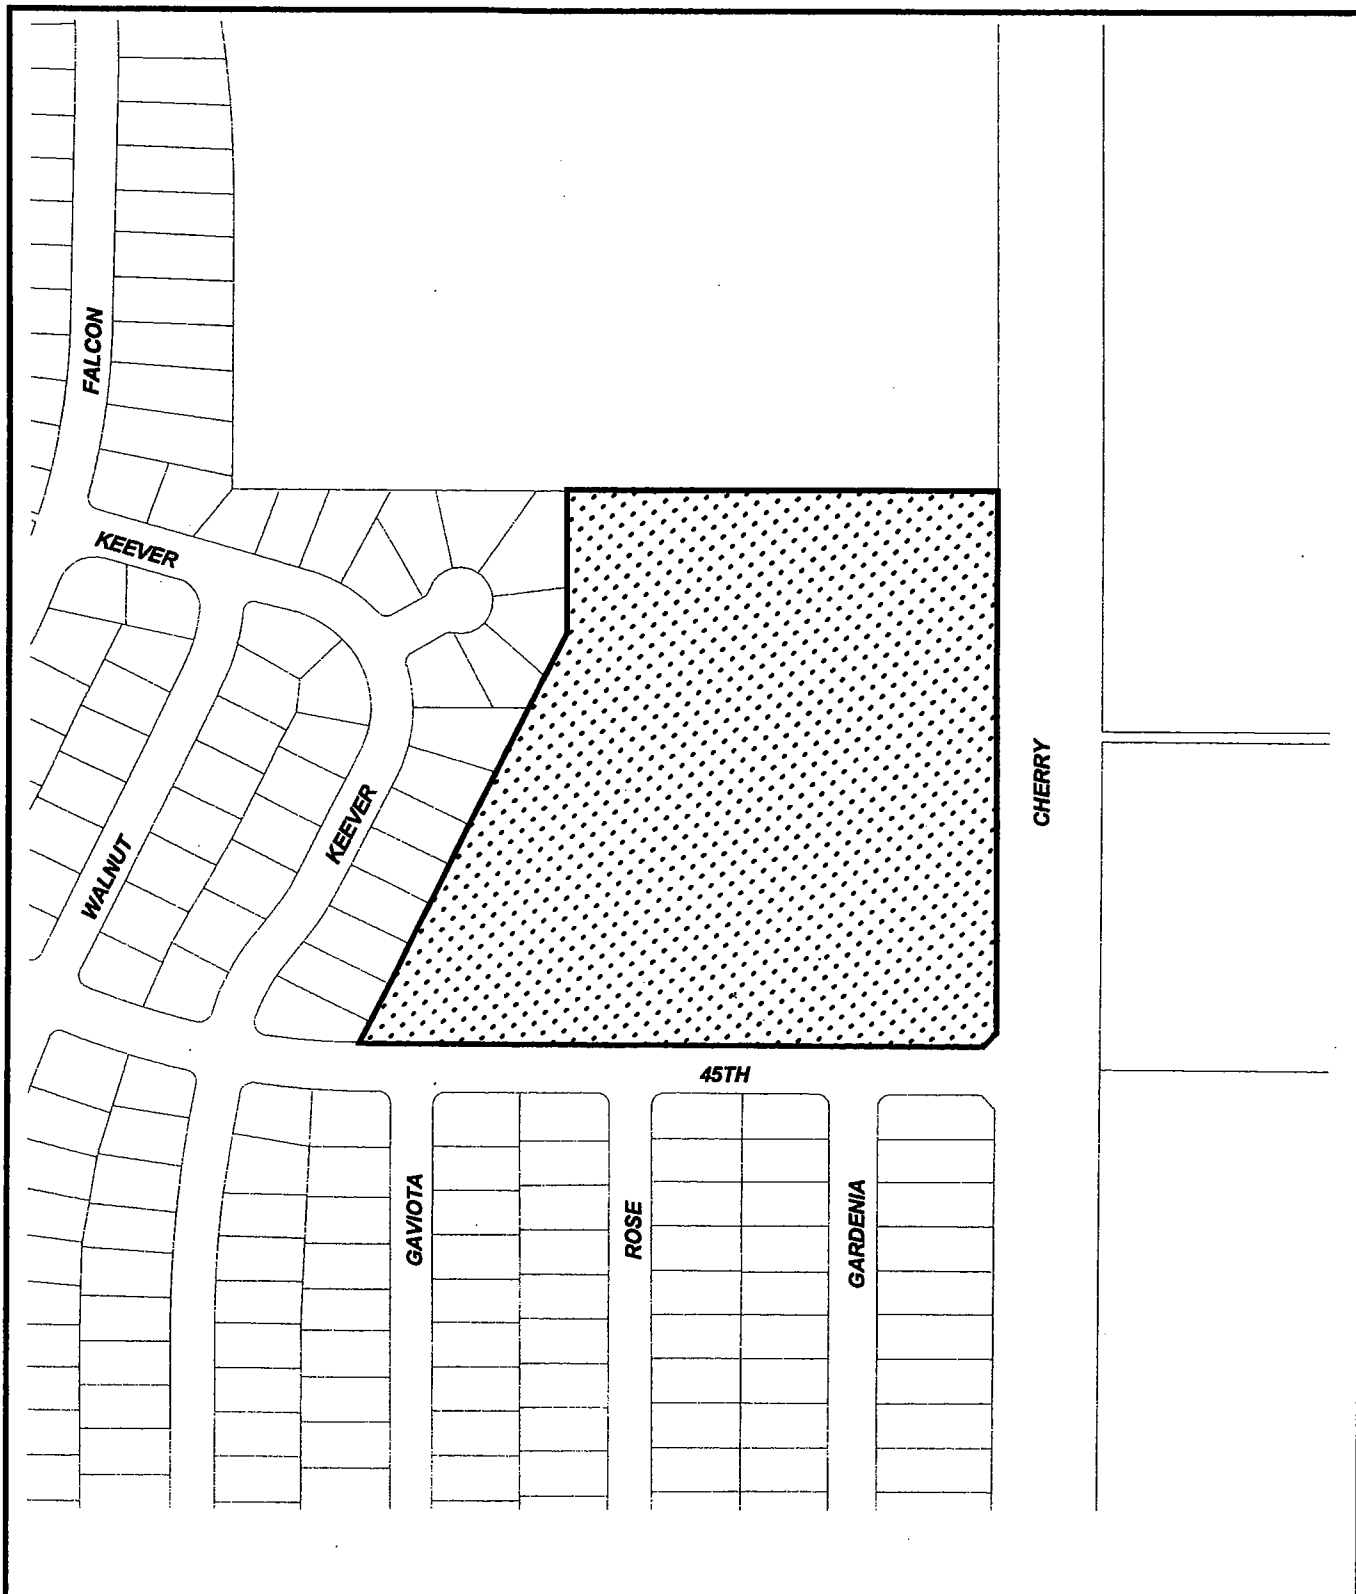 FALCON
KEEVER
CHERRY
KEEVER
WALNUT
45TH
GAVIOTA
ROSE
GARDENIA